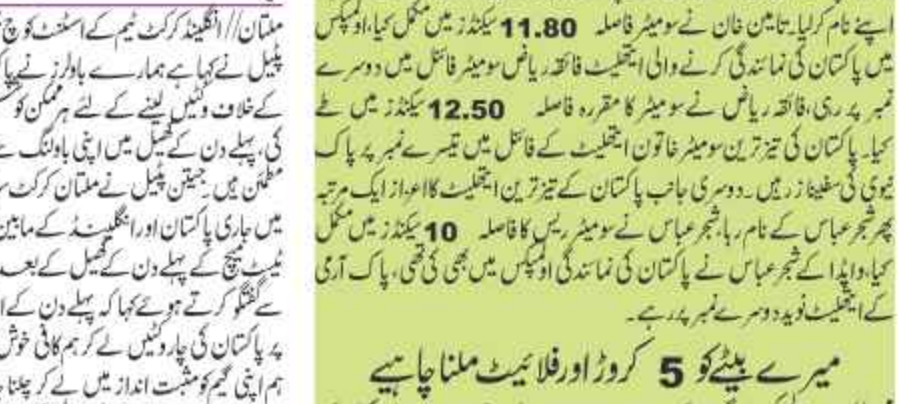 اپنے نام کرلیا۔ تامین خان نے سومیٹر فاصلہ 11.80 سیکنڈز میں مکمل کیا، اولمپکس
میں پاکستان کی نمائندگی کرنے والی ایتھلیٹ فائقہ ریاض سومیٹر فائنل میں دوسرے
نمبر پر رہی، فائقہ ریاض نے سومیٹر کا مقررہ فاصلہ 12.50 سیکنڈز میں طے
کیا۔ پاکستان کی تیز ترین سومیٹر خاتون ایتھلیٹ کے فائنل میں تیسرے نمبر پر پاک
نیوی کی سفلینا زرہیں۔ دوسری جانب پاکستان کے تیز ترین ایتھلیٹ کا اعزاز ایک مرتبہ
پھر شجر عباس کے نام رہا، شجر عباس نے سومیٹر ریس کا فاصلہ 10 سیکنڈز میں مکمل
کیا، واپڈا کے شجر عباس نے پاکستان کی نمائندگی اولمپکس میں بھی کی تھی، پاک آرمی
کے ایتھلیٹ نوید دوسرے نمبر پر رہے۔
میرے بیٹے کو 5 کروڑ اور فلائیٹ ملنا چاہیے
ملتان// انگلینڈ کرکٹ ٹیم کے اسسٹنٹ کوچ
پٹیل نے کہا ہے ہمارے باولرز نے
کے خلاف وکٹیں لینے کے لئے ہر ممکن
کی، پہلے دن کے کھیل میں اپنی باولنگ
مطمئن ہیں۔ جیتن پٹیل نے ملتان کرکٹ
میں جاری پاکستان اور انگلینڈ کے مابین
ٹیسٹ میچ کے پہلے دن کے کھیل کے بعد
سے گفتگو کرتے ہوئے کہا کہ پہلے دن کے
پر پاکستان کی چار وکٹیں لے کر ہم کافی خوش
ہم اپنی گیم کو مثبت انداز میں لے کر چلنا